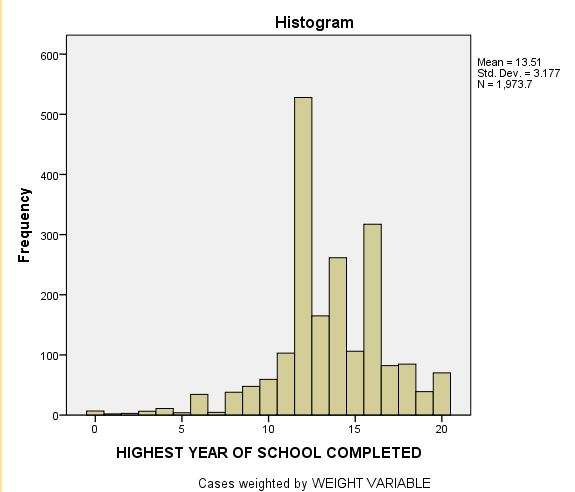 Histogram
Mean = 13.51
Std. Dev. = 3.177
N = 1,973.7
600
500
400
300
200
100
0
Frequency
0 5 10 15 20
HIGHEST YEAR OF SCHOOL COMPLETED
Cases weighted by WEIGHT VARIABLE